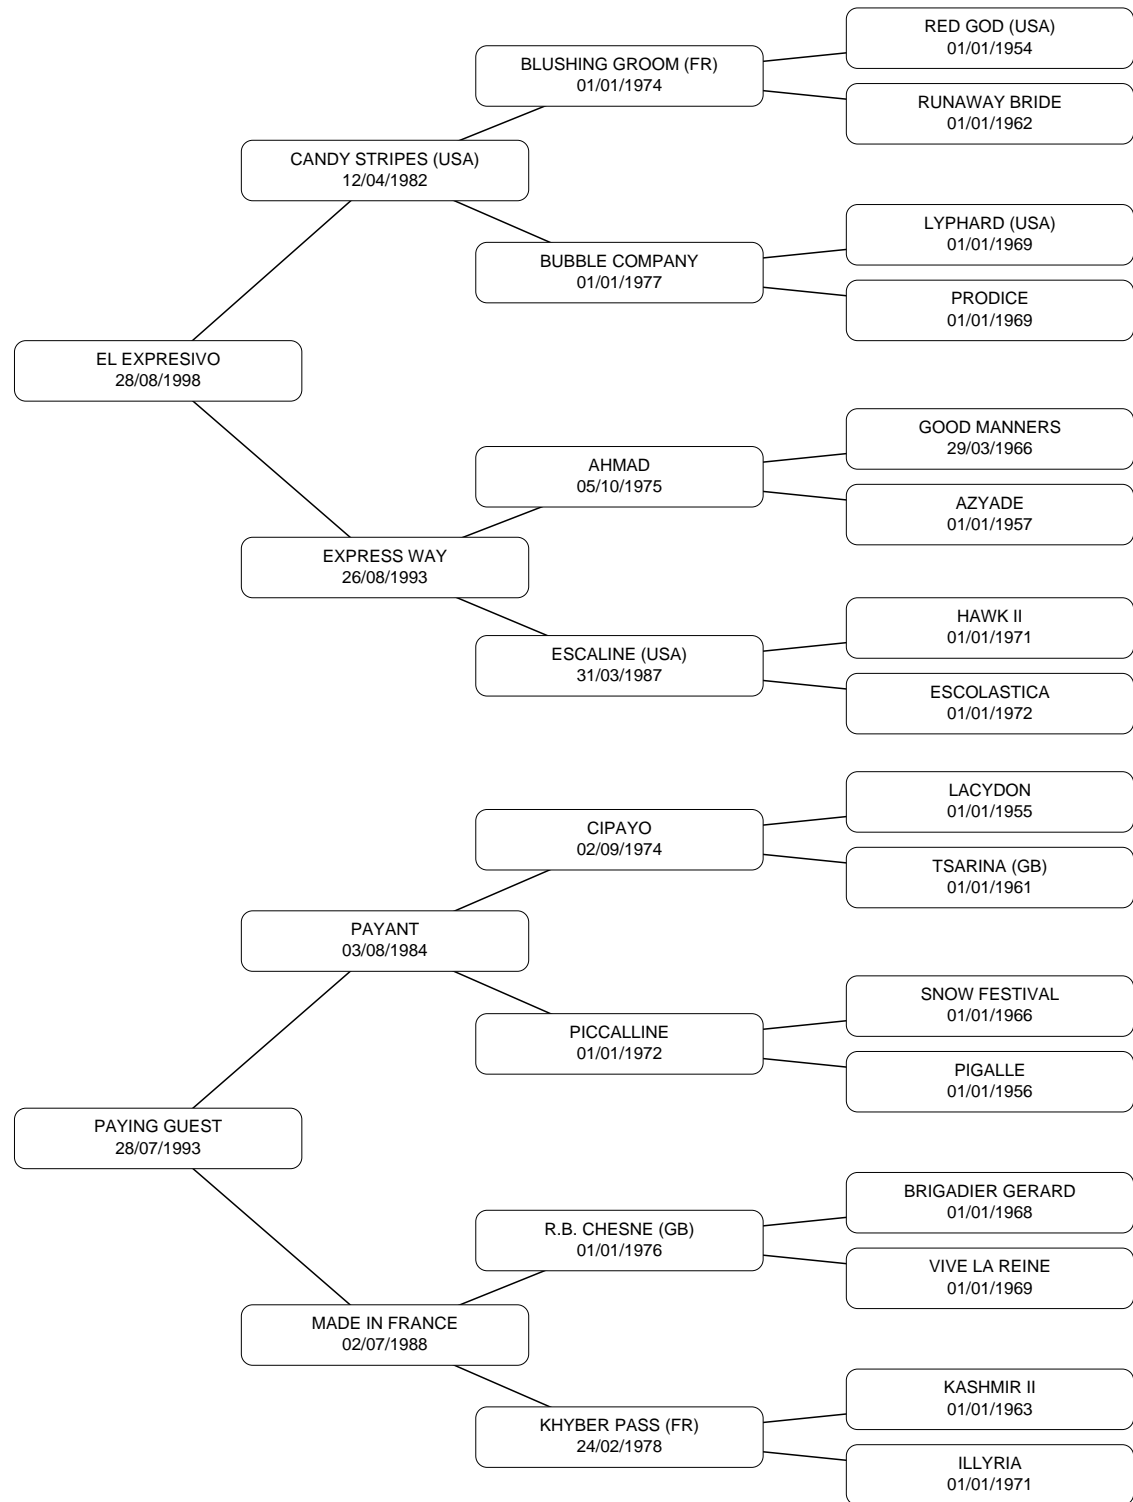 RED GOD (USA)
01/01/1954
BLUSHING GROOM (FR)
01/01/1974
RUNAWAY BRIDE
01/01/1962
CANDY STRIPES (USA)
12/04/1982
LYPHARD (USA)
01/01/1969
BUBBLE COMPANY
01/01/1977
PRODICE
01/01/1969
EL EXPRESIVO
28/08/1998
GOOD MANNERS
29/03/1966
AHMAD
05/10/1975
AZYADE
01/01/1957
EXPRESS WAY
26/08/1993
HAWK II
01/01/1971
ESCALINE (USA)
31/03/1987
ESCOLASTICA
01/01/1972
LACYDON
01/01/1955
CIPAYO
02/09/1974
TSARINA (GB)
01/01/1961
PAYANT
03/08/1984
SNOW FESTIVAL
01/01/1966
PICCALLINE
01/01/1972
PIGALLE
01/01/1956
PAYING GUEST
28/07/1993
BRIGADIER GERARD
01/01/1968
R.B. CHESNE (GB)
01/01/1976
VIVE LA REINE
01/01/1969
MADE IN FRANCE
02/07/1988
KASHMIR II
01/01/1963
KHYBER PASS (FR)
24/02/1978
ILLYRIA
01/01/1971